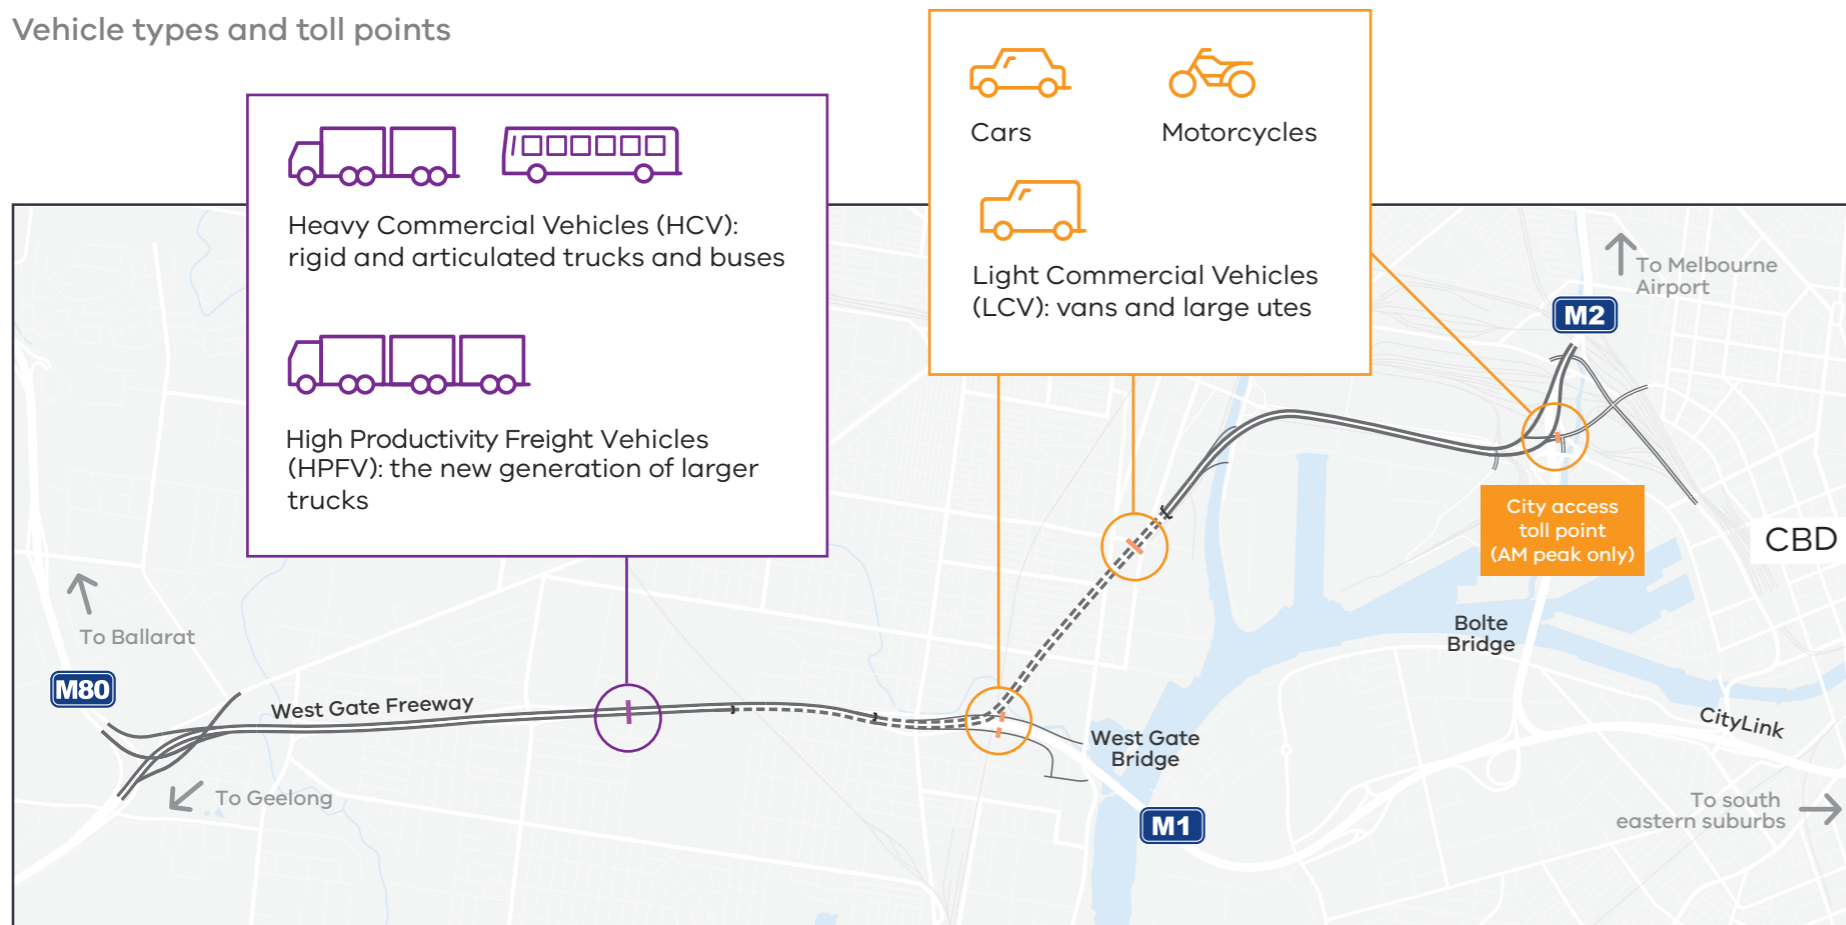 Vehicle types and toll points
Heavy Commercial Vehicles (HCV):
rigid and articulated trucks and buses
High Productivity Freight Vehicles
(HPFV): the new generation of larger
trucks
Cars
Motorcycles
Light Commercial Vehicles
(LCV): vans and large utes
To Melbourne
Airport
M2
City access
toll point
(AM peak only)
CBD
Bolte
Bridge
To Ballarat
M80
West Gate Freeway
To Geelong
West Gate
Bridge
M1
CityLink
To south
eastern suburbs